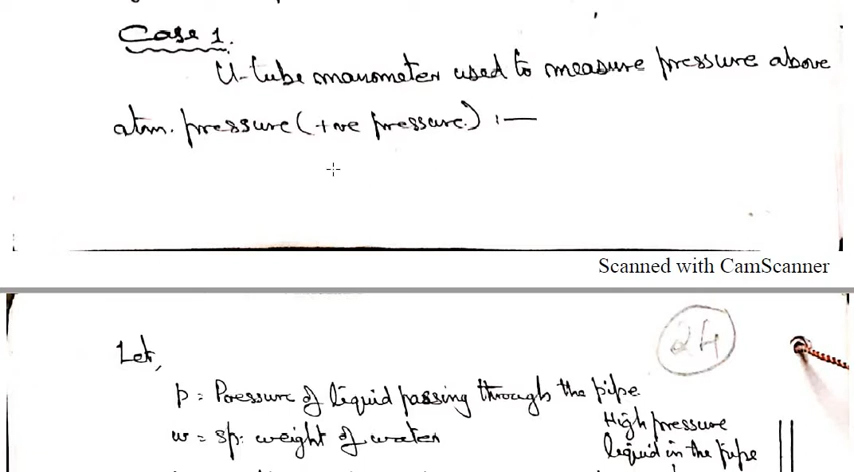 Case 1.
U-tube manometer used to measure pressure above
atm. pressure (+ve pressure) :—
Scanned with CamScanner
24
Let,
p = Pressure of liquid passing through the pipe.
w = sp. weight of water
High pressure
liquid in the pipe